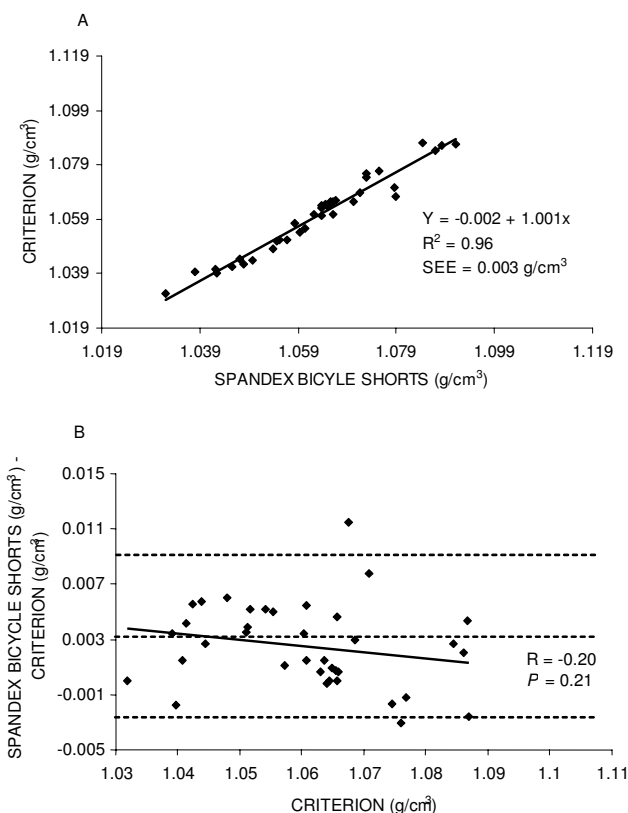 A
1.119
1.099
1.079
1.059
1.039
1.019
CRITERION (g/cm³)
Y = -0.002 + 1.001x
R² = 0.96
SEE = 0.003 g/cm³
1.019 1.039 1.059 1.079 1.099 1.119
SPANDEX BICYLE SHORTS (g/cm³)
B
SPANDEX BICYCLE SHORTS (g/cm³) -
CRITERION (g/cm³)
0.015
0.011
0.007
0.003
-0.001
-0.005
R = -0.20
P = 0.21
1.03 1.04 1.05 1.06 1.07 1.08 1.09 1.1 1.11
CRITERION (g/cm³)